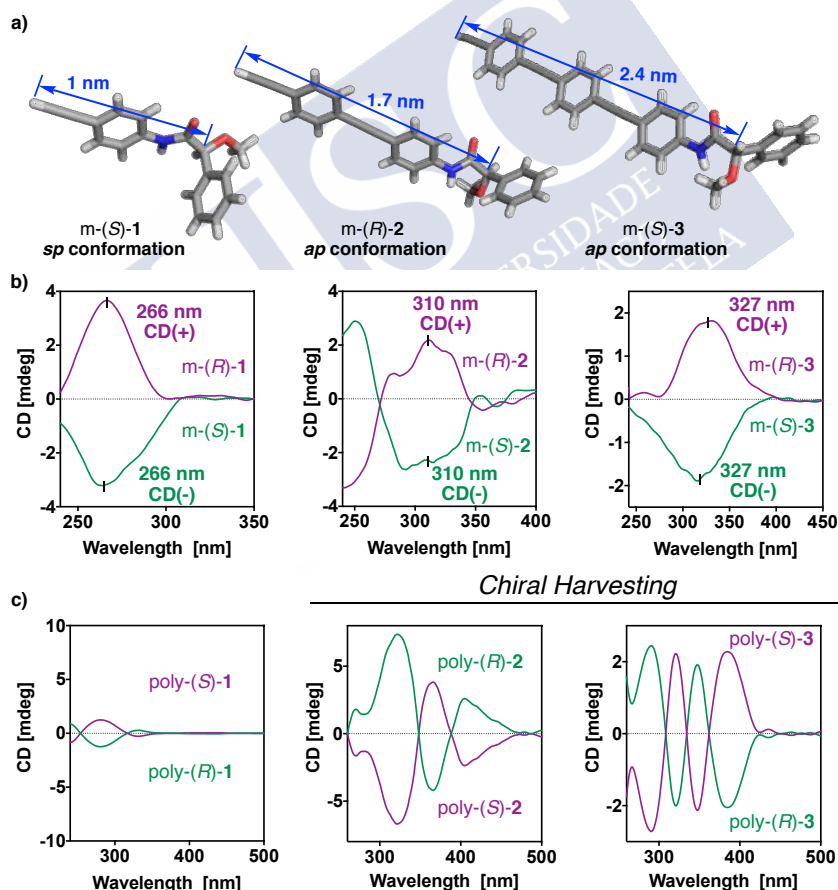 a)
1 nm
1.7 nm
2.4 nm
m-(S)-1
sp conformation
m-(R)-2
ap conformation
m-(S)-3
ap conformation
USC
UNIVERSIDADE
b)
CD [mdeg]
4
2
0
-2
-4
266 nm
CD(+)
m-(R)-1
m-(S)-1
266 nm
CD(-)
250 300 350
Wavelength [nm]
CD [mdeg]
4
2
0
-2
-4
310 nm
CD(+)
m-(R)-2
m-(S)-2
310 nm
CD(-)
250 300 350 400
Wavelength [nm]
CD [mdeg]
2
1
0
-1
-2
327 nm
CD(+)
m-(R)-3
m-(S)-3
327 nm
CD(-)
250 300 350 400 450
Wavelength [nm]
Chiral Harvesting
c)
CD [mdeg]
10
5
0
-5
-10
poly-(S)-1
poly-(R)-1
300 400 500
Wavelength [nm]
CD [mdeg]
5
0
-5
poly-(R)-2
poly-(S)-2
300 400 500
Wavelength [nm]
CD [mdeg]
2
0
-2
poly-(S)-3
poly-(R)-3
300 400 500
Wavelength [nm]